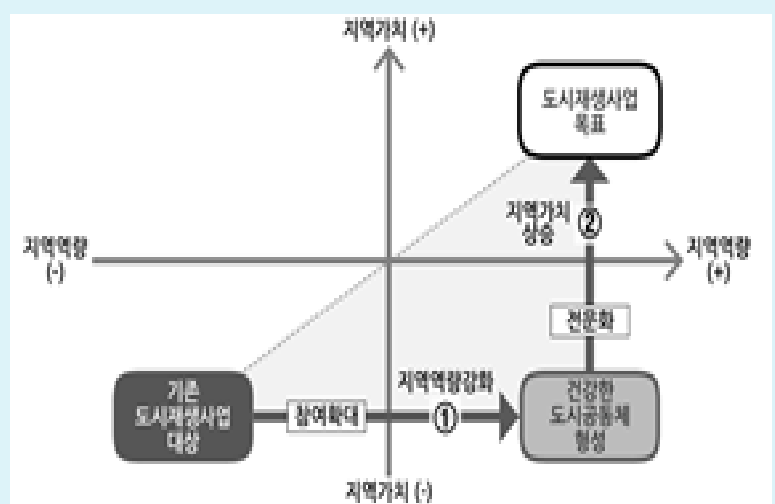 지역가치 (+)
도시재생사업
목표
지역가치
상승
②
지역역량
(-)
지역역량
(+)
전문화
기존
도시재생사업
대상
참여확대
지역역량강화
①
건강한
도시공동체
형성
지역가치 (-)